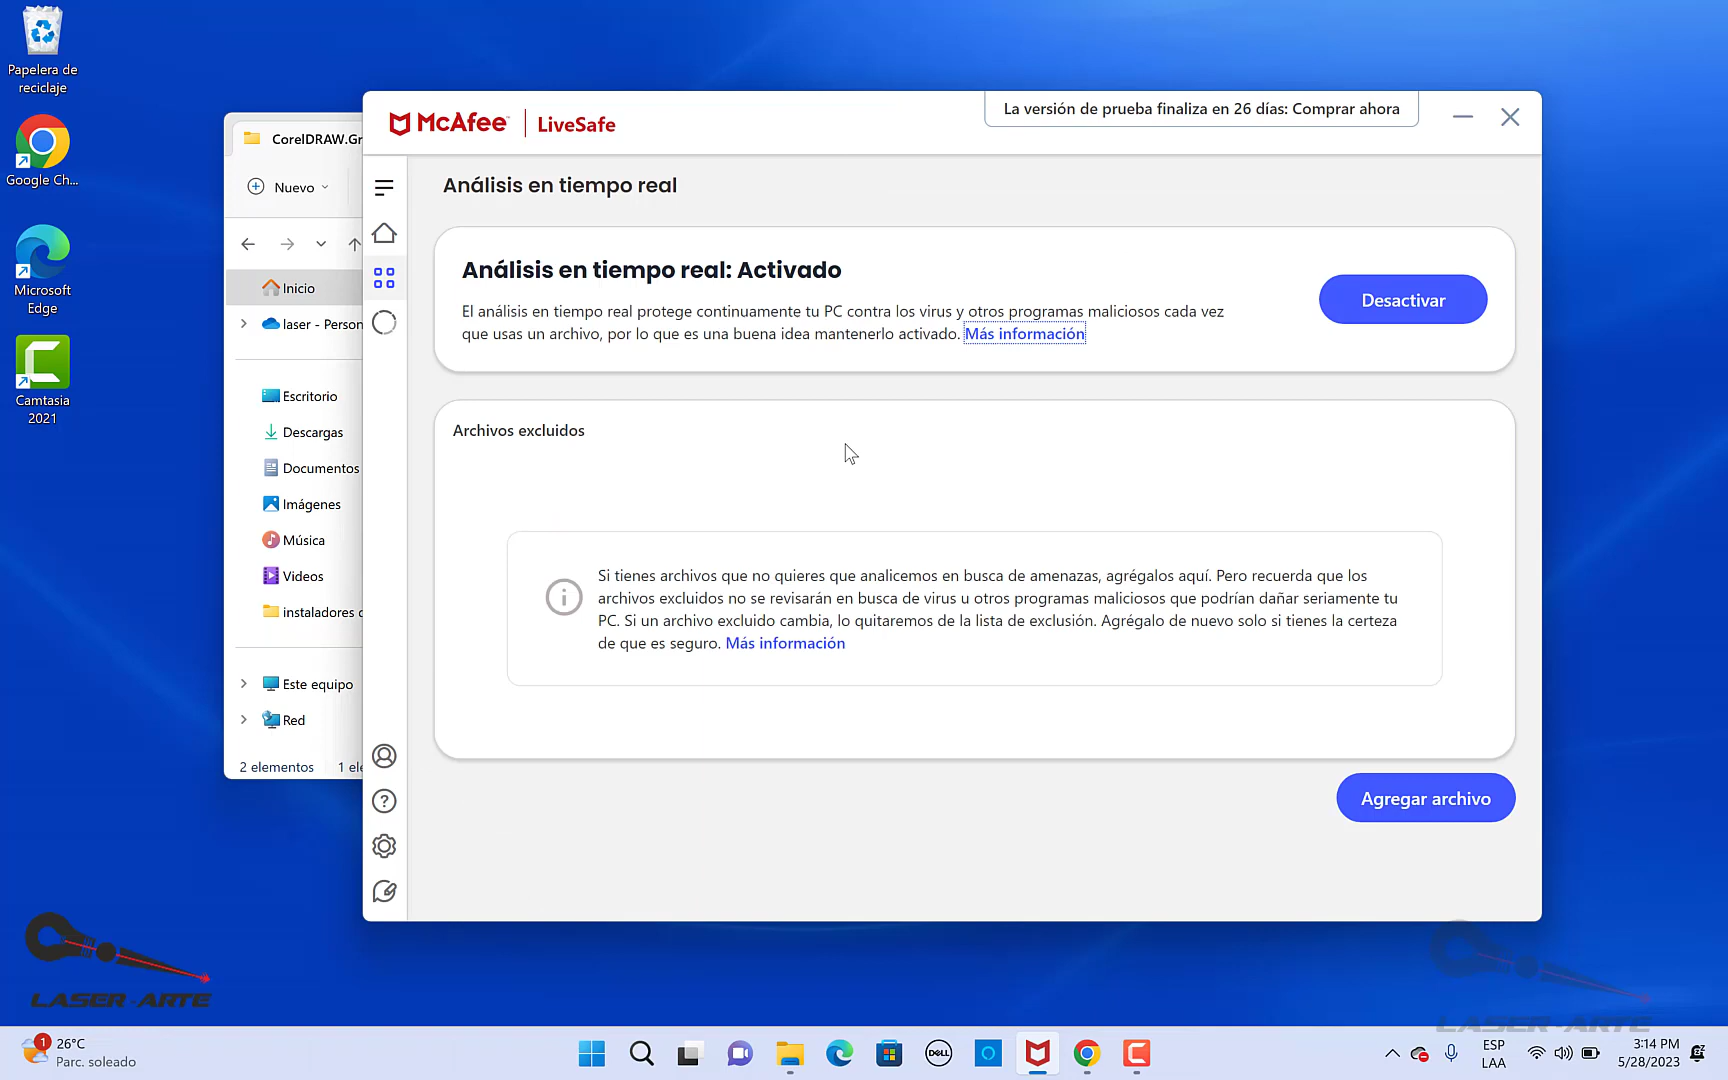 Papelera de
reciclaje
Google Ch...
Microsoft
Edge
Camtasia
2021
CorelDRAW.Gr
Nuevo
Inicio
laser - Person
Escritorio
Descargas
Documentos
Imágenes
Música
Videos
instaladores c
Este equipo
Red
2 elementos 1 ele
McAfee LiveSafe
La versión de prueba finaliza en 26 días: Comprar ahora
Análisis en tiempo real
Análisis en tiempo real: Activado
El análisis en tiempo real protege continuamente tu PC contra los virus y otros programas maliciosos cada vez
que usas un archivo, por lo que es una buena idea mantenerlo activado. Más información
Desactivar
Archivos excluidos
Si tienes archivos que no quieres que analicemos en busca de amenazas, agrégalos aquí. Pero recuerda que los
archivos excluidos no se revisarán en busca de virus u otros programas maliciosos que podrían dañar seriamente tu
PC. Si un archivo excluido cambia, lo quitaremos de la lista de exclusión. Agrégalo de nuevo solo si tienes la certeza
de que es seguro. Más información
Agregar archivo
LASER-ARTE
LASER-ARTE
1
26°C
Parc. soleado
DELL
ESP
LAA
3:14 PM
5/28/2023